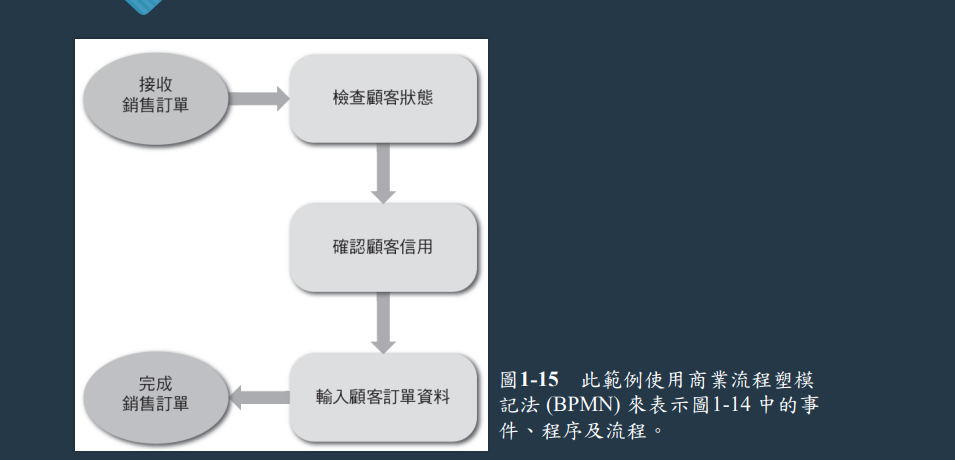 接收
銷售訂單
檢查顧客狀態
確認顧客信用
輸入顧客訂單資料
完成
銷售訂單
圖1-15 此範例使用商業流程塑模
記法 (BPMN) 來表示圖1-14 中的事
件、程序及流程。